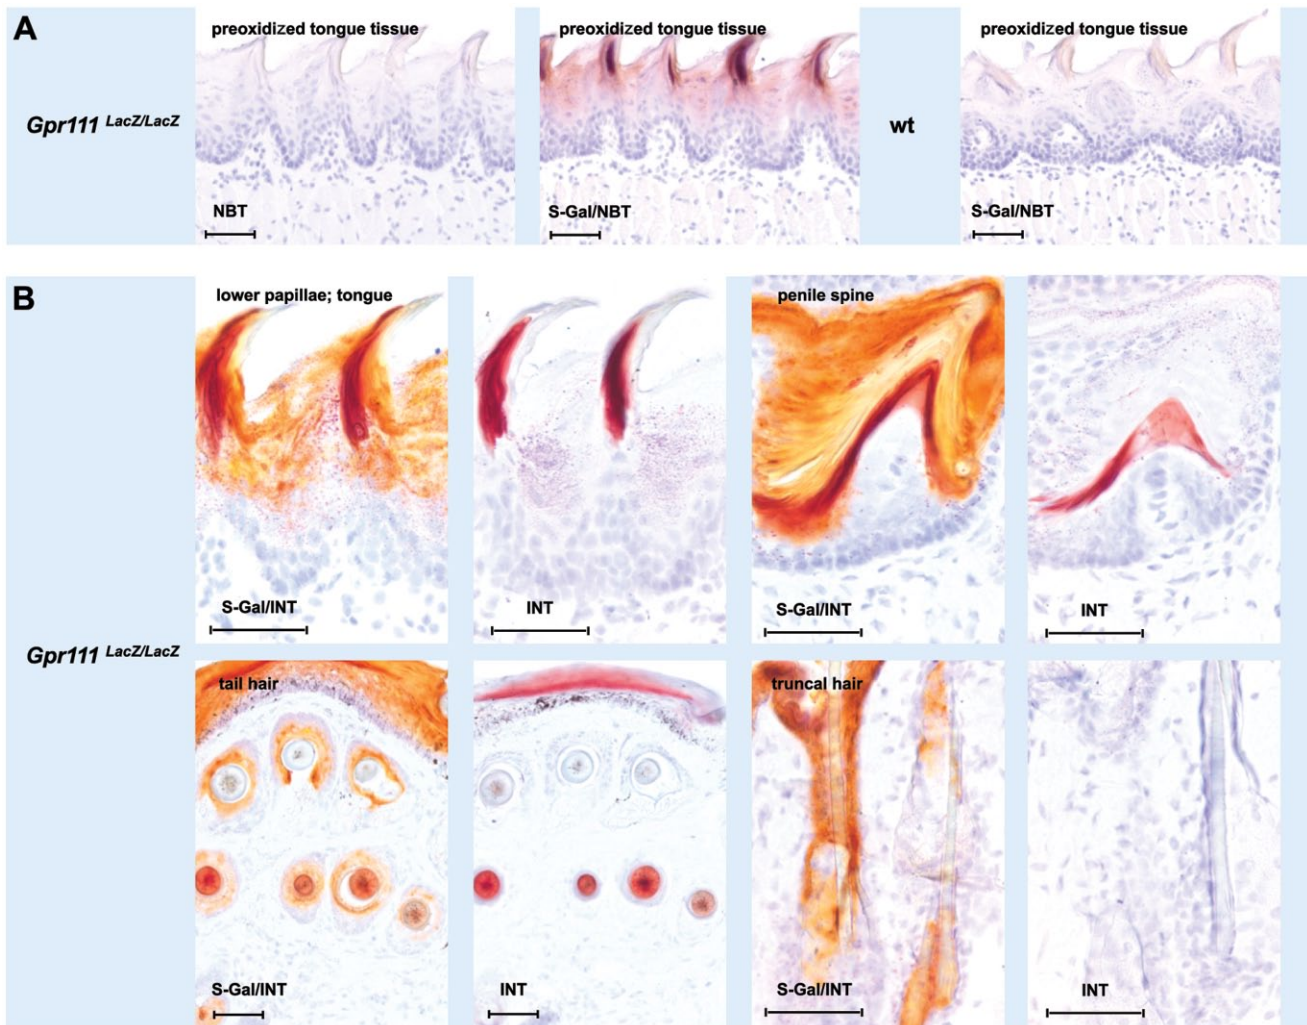 A
preoxidized tongue tissue
preoxidized tongue tissue
preoxidized tongue tissue
Gpr111 LacZ/LacZ
wt
NBT
S-Gal/NBT
S-Gal/NBT
B
lower papillae; tongue
penile spine
S-Gal/INT
INT
S-Gal/INT
INT
Gpr111 LacZ/LacZ
tail hair
truncal hair
S-Gal/INT
INT
S-Gal/INT
INT